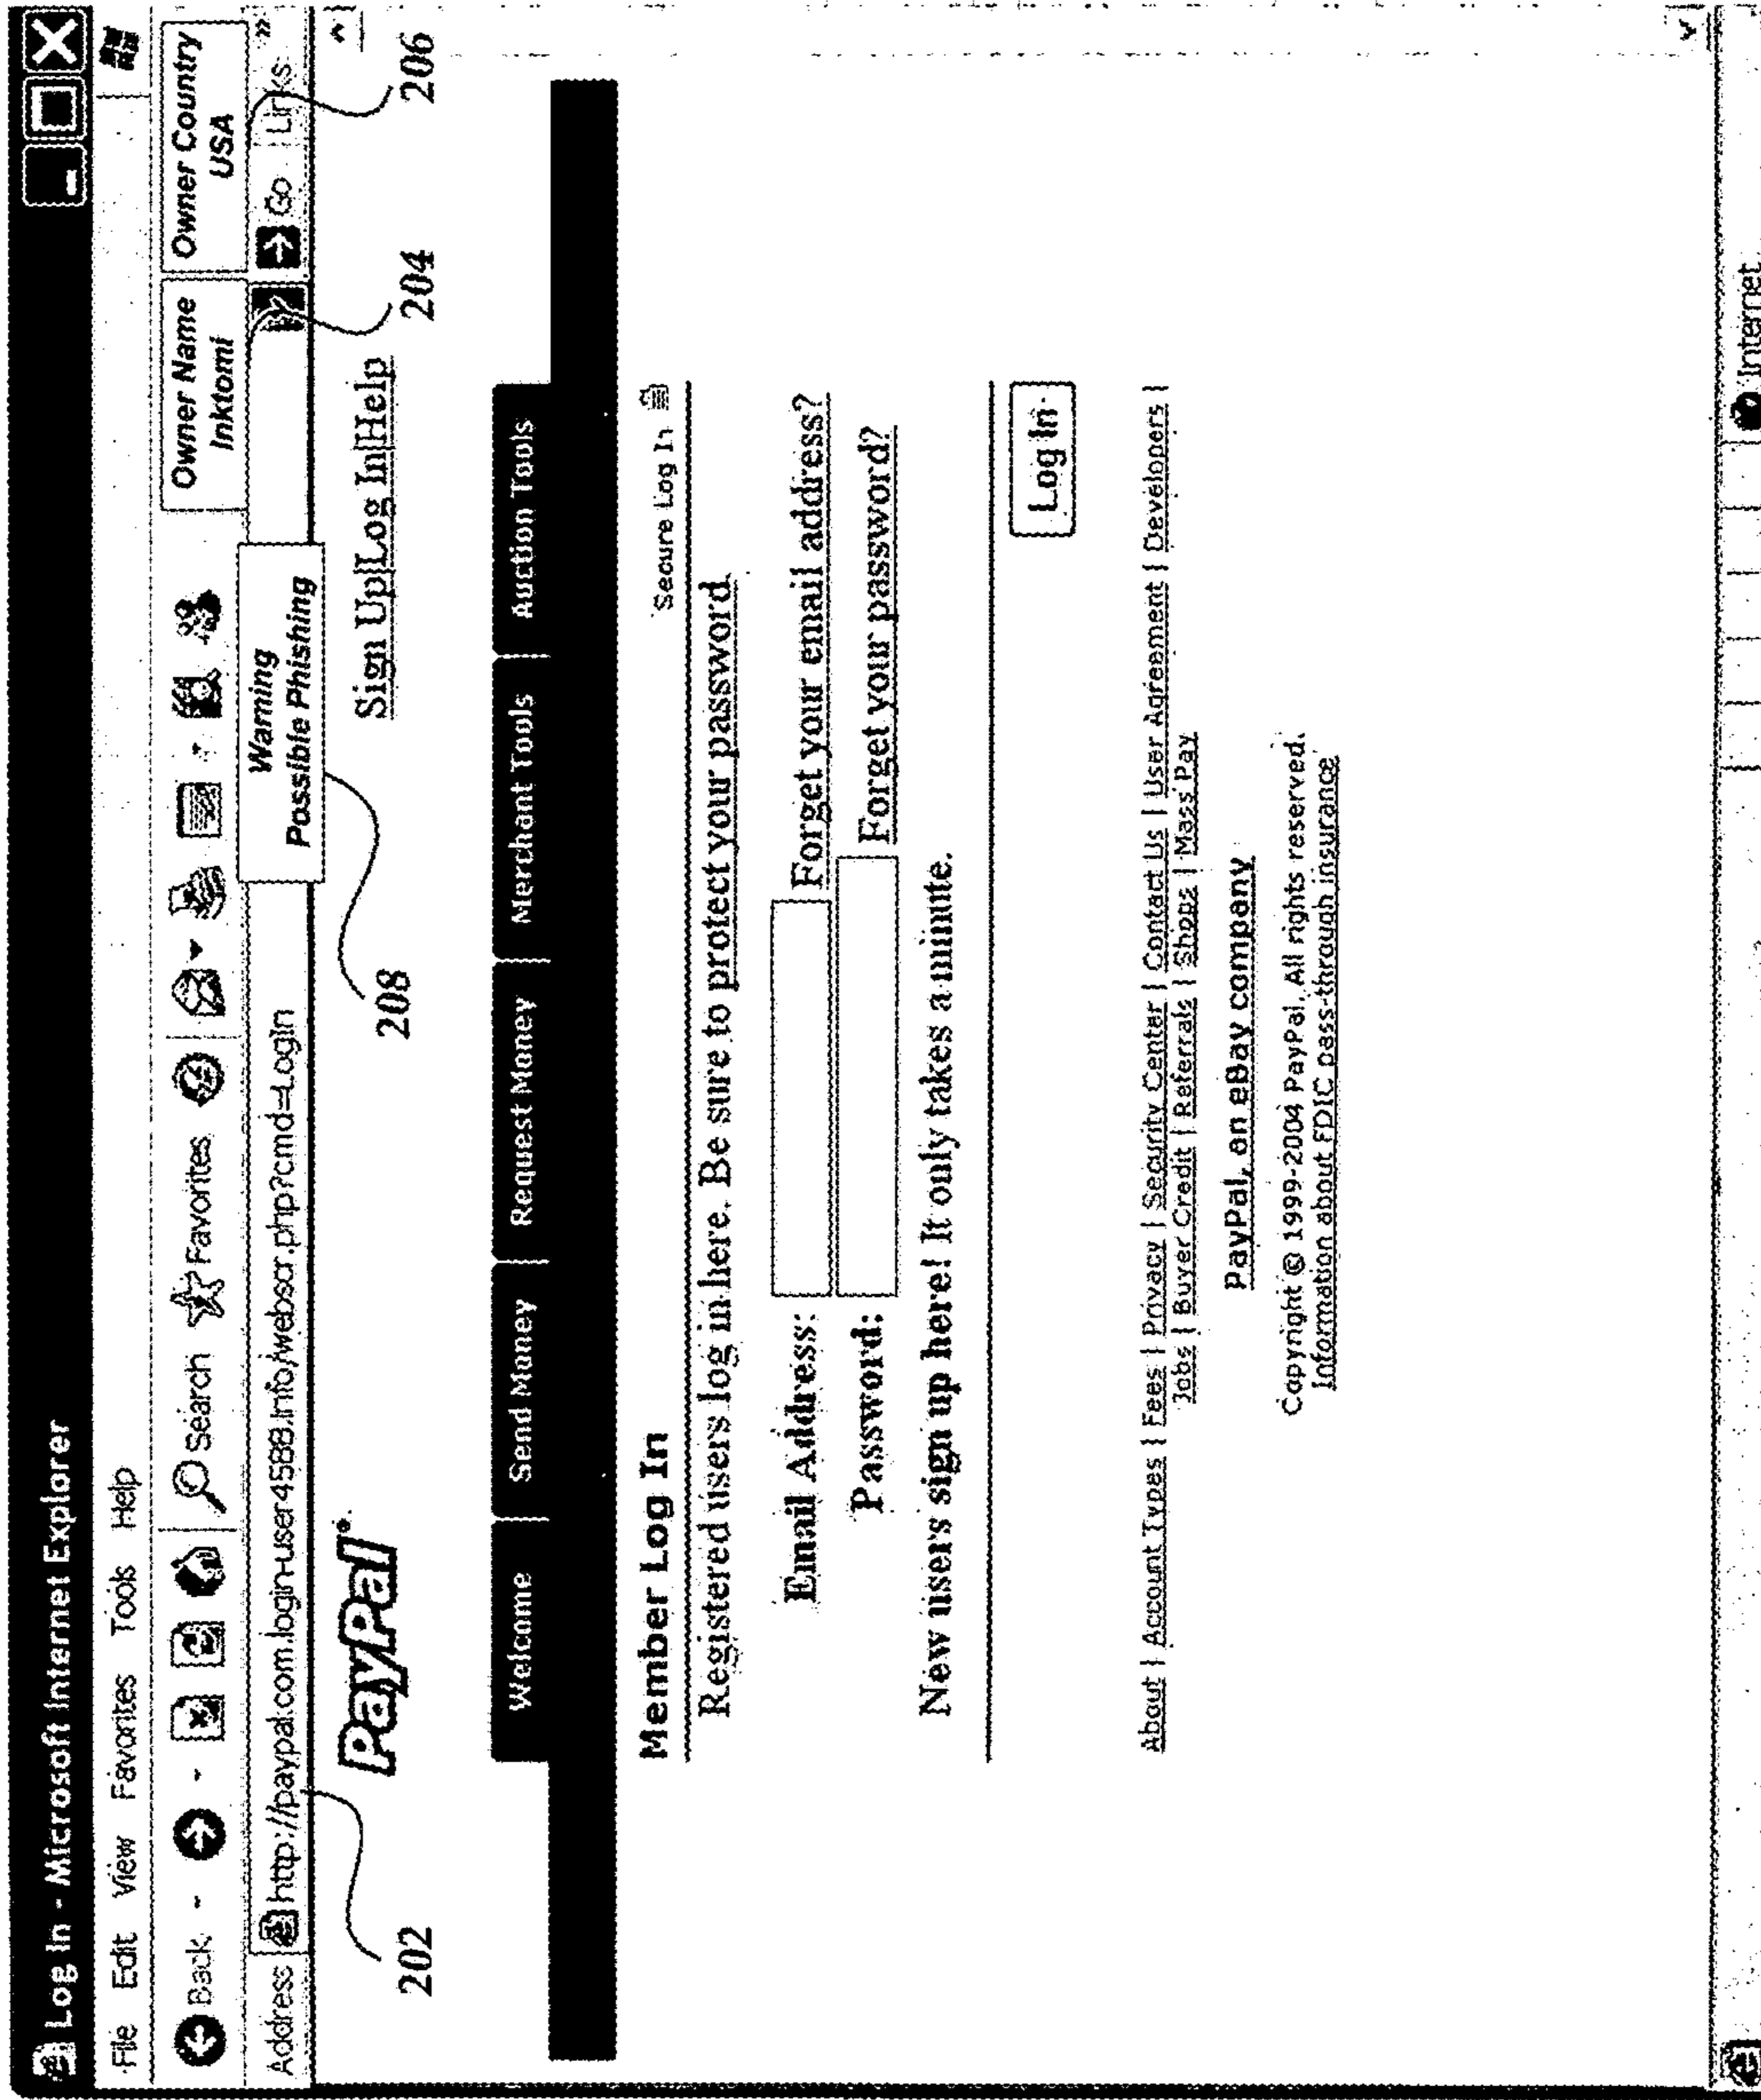 Log In - Microsoft Internet Explorer
File Edit View Favorites Tools Help
Back Search Favorites
Owner Name
Inktomi
Owner Country
USA
Address http://paypal.com.login-user4588.info/webscr.php?cmd=Login
Go Links »
Warning
Possible Phishing
202
208
204
206
PayPal
Sign Up|Log In|Help
Welcome Send Money Request Money Merchant Tools Auction Tools
Member Log In
Secure Log In
Registered users log in here. Be sure to protect your password.
Email Address: Forget your email address?
Password: Forget your password?
New users sign up here! It only takes a minute.
Log In
About | Account Types | Fees | Privacy | Security Center | Contact Us | User Agreement | Developers |
Jobs | Buyer Credit | Referrals | Shops | Mass Pay
PayPal, an eBay company
Copyright © 1999-2004 PayPal. All rights reserved.
Information about FDIC pass-through insurance
Internet